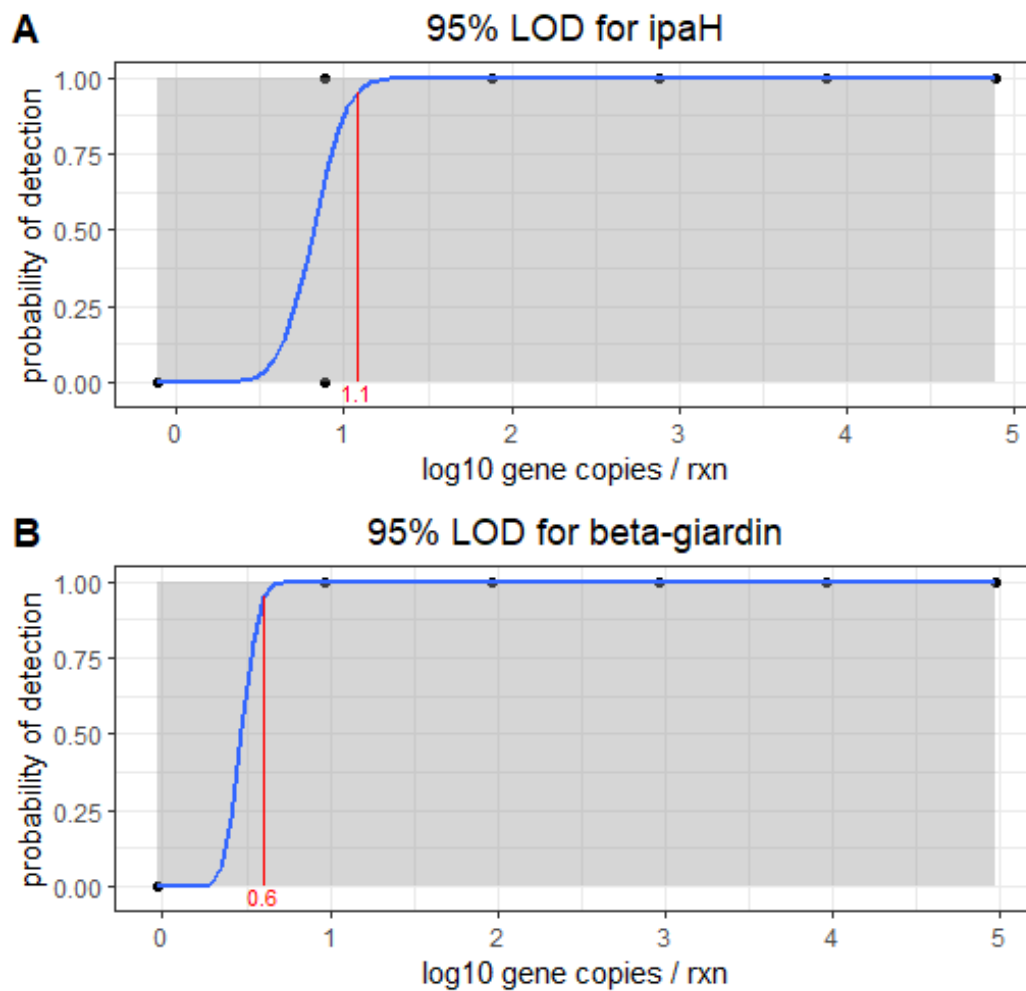 A
95% LOD for ipaH
probability of detection
1.00
0.75
0.50
0.25
0.00
1.1
0 1 2 3 4 5
log10 gene copies / rxn
B
95% LOD for beta-giardin
probability of detection
1.00
0.75
0.50
0.25
0.00
0.6
0 1 2 3 4 5
log10 gene copies / rxn